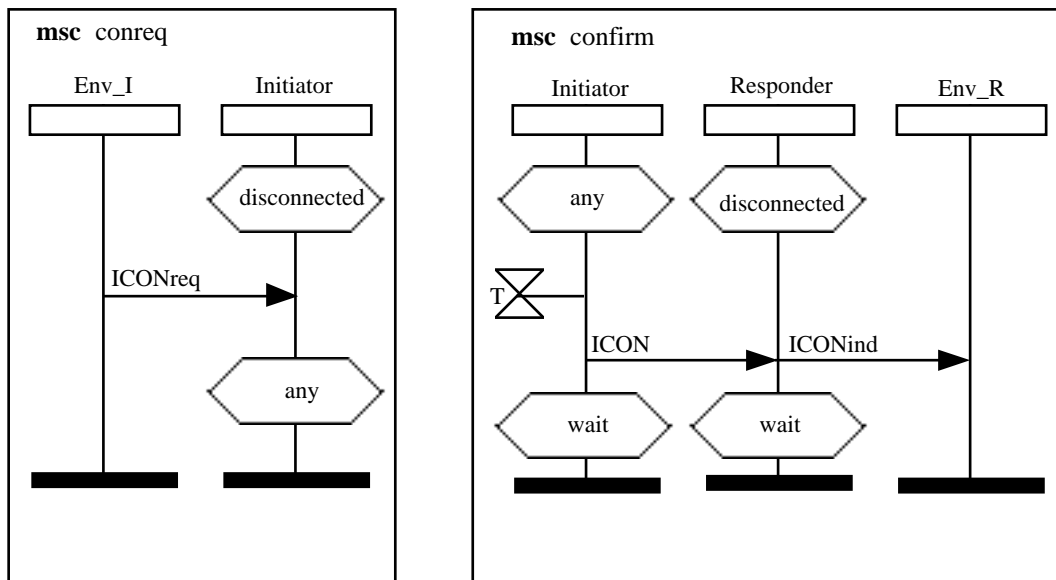 msc conreq
Env_I Initiator
disconnected
ICONreq
any
msc confirm
Initiator Responder Env_R
any disconnected
T
ICON ICONind
wait wait